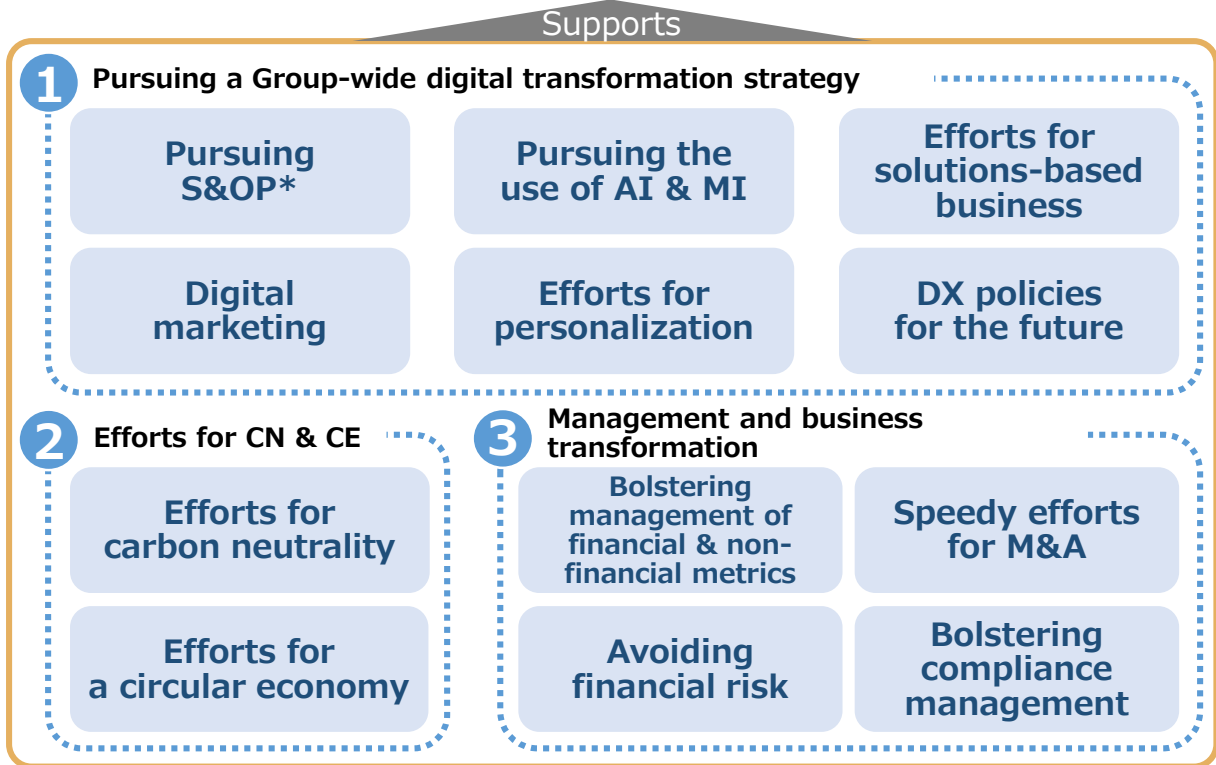 Supports
1 Pursuing a Group-wide digital transformation strategy
Pursuing
S&OP*
Pursuing the
use of AI & MI
Efforts for
solutions-based
business
Digital
marketing
Efforts for
personalization
DX policies
for the future
2 Efforts for CN & CE
Efforts for
carbon neutrality
Efforts for
a circular economy
3 Management and business
transformation
Bolstering
management of
financial & non-
financial metrics
Speedy efforts
for M&A
Avoiding
financial risk
Bolstering
compliance
management